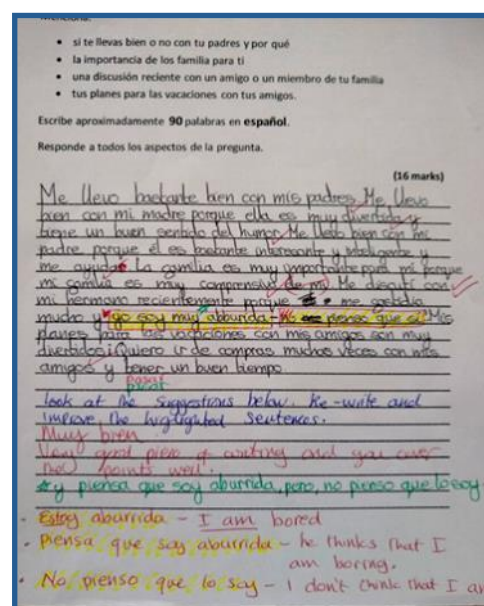 • si te llevas bien o no con tu padres y por qué
• la importancia de los familia para ti
• una discusión reciente con un amigo o un miembro de tu familia
• tus planes para las vacaciones con tus amigos.
Escribe aproximadamente 90 palabras en español.
Responde a todos los aspectos de la pregunta.
(16 marks)
Me llevo bastante bien con mis padres. Me llevo
bien con mi madre porque ella es muy divertida y
tiene un buen sentido del humor. Me llevo bien con mi
padre porque el es bastante interesante y inteligente y
me ayuda. La familia es muy importante para mi porque
mi familia es muy comprensiva de mi. Me discutí con
mi hermano recientemente porque me fastidia
mucho y yo soy muy aburrida - no pienso que el Mis
planes para las vacaciones con mis amigos son muy
divertidos. Quiero ir de compras muchas veces con mis
amigos y tener un buen tiempo.
pasar
Look at the suggestions below. Re-write and
improve the highlighted sentences.
Muy bien
Very good piece of writing and you cover
the points well.
* y piensa que soy aburrida, pero, no pienso que lo soy
• Estoy aburrida - I am bored
• Piensa que soy aburrida - he thinks that I
am boring.
• No pienso que lo soy - I don't think that I am